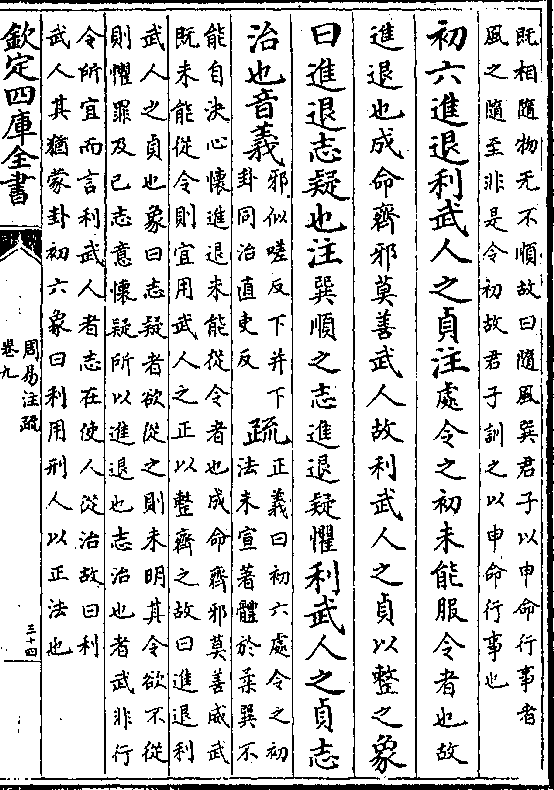 既相隨物无不順故曰隨風巽君子以申命行事者
風之隨至非是令初故君子訓之以申命行事也
初六進退利武人之貞注處令之初未能服令者也故
進退也成命齊邪莫善武人故利武人之貞以整之象
曰進退志疑也注巽順之志進退疑懼利武人之貞志
治也音義邪似嗟反下并下
卦同治直吏反
疏正義曰初六處令之初
法未宣著體於柔巽不
能自決心懷進退未能從令者也成命齊邪莫善威武
既未能從令則宜用武人之正以整齊之故曰進退利
武人之貞也象曰志疑者欲從之則未明其令欲不從
則懼罪及己志意懷疑所以進退也志治也者武非行
令所宜而言利武人者志在使人從治故曰利
武人其猶蒙卦初六象曰利用刑人以正法也
欽定四庫全書
周易注疏
卷九
三十四